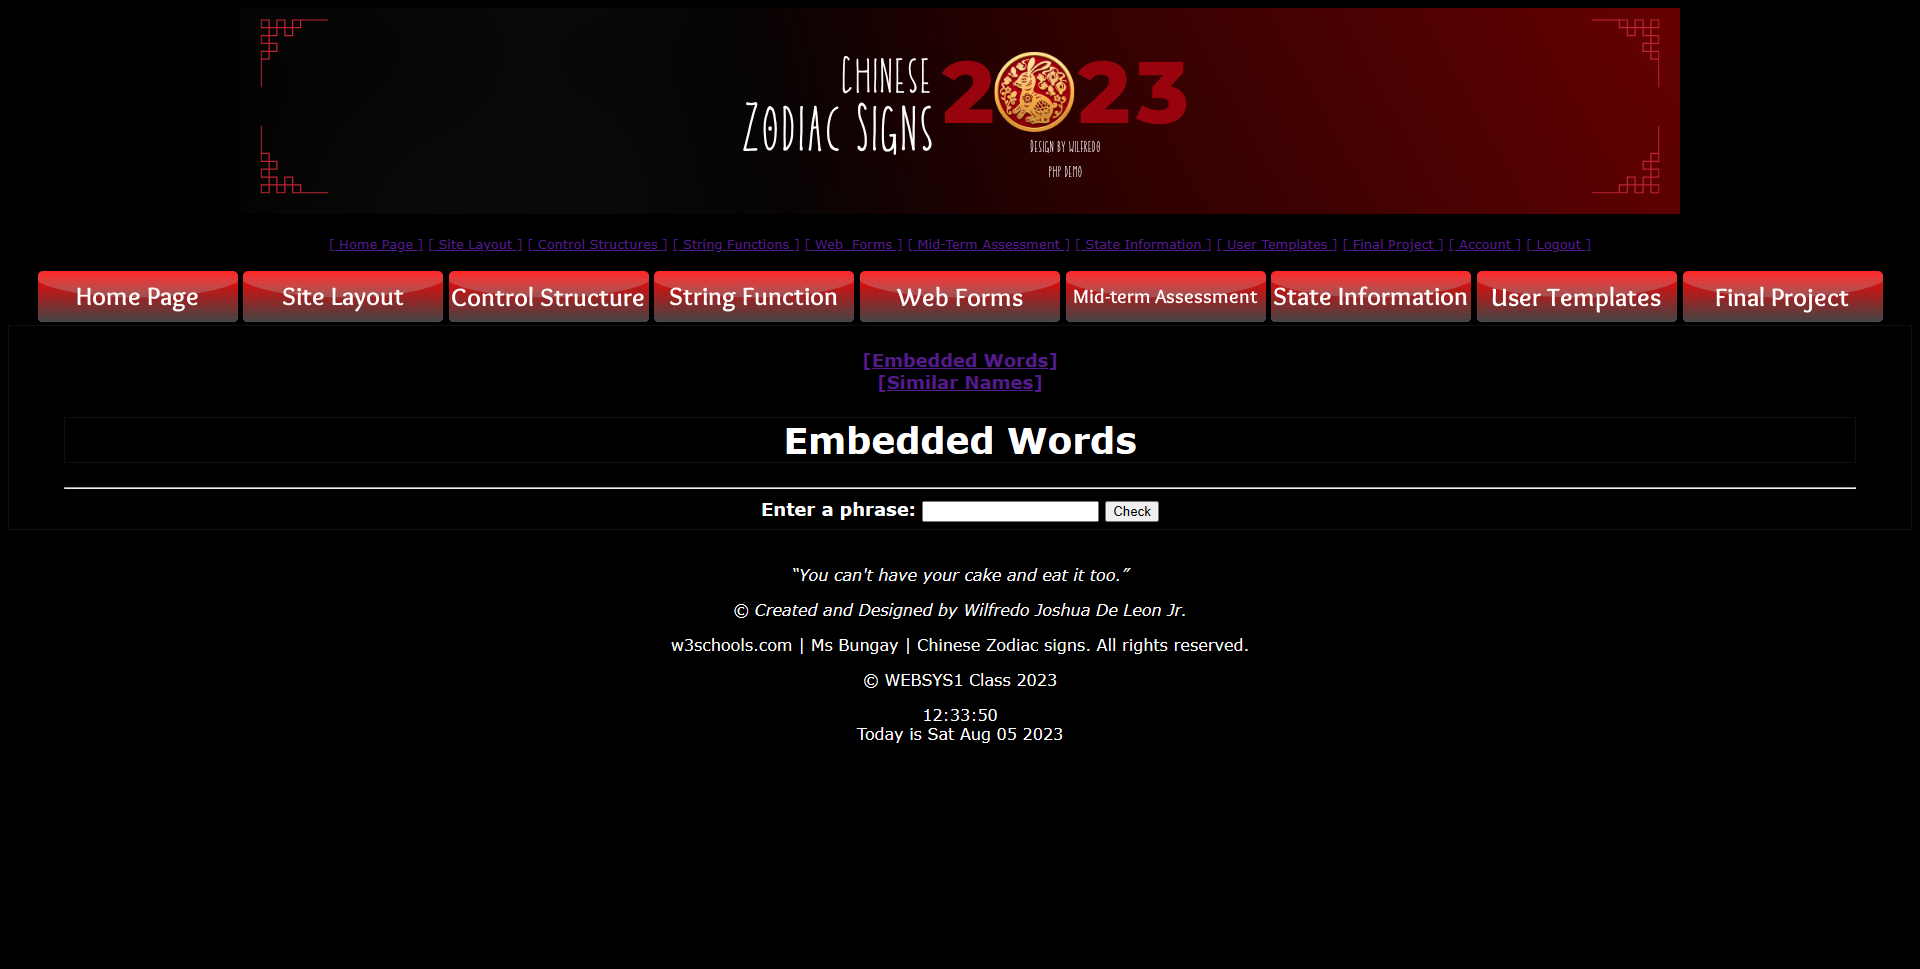 CHINESE
ZODIAC SIGNS
2023
DESIGN BY WILFREDO
PHP DEMO
[ Home Page ] [ Site Layout ] [ Control Structures ] [ String Functions ] [ Web  Forms ] [ Mid-Term Assessment ] [ State Information ] [ User Templates ] [ Final Project ] [ Account ] [ Logout ]
Home Page Site Layout Control Structure String Function Web Forms Mid-term Assessment State Information User Templates Final Project
[Embedded Words]
[Similar Names]
Embedded Words
Enter a phrase: Check
“You can't have your cake and eat it too.”
© Created and Designed by Wilfredo Joshua De Leon Jr.
w3schools.com | Ms Bungay | Chinese Zodiac signs. All rights reserved.
© WEBSYS1 Class 2023
12:33:50
Today is Sat Aug 05 2023